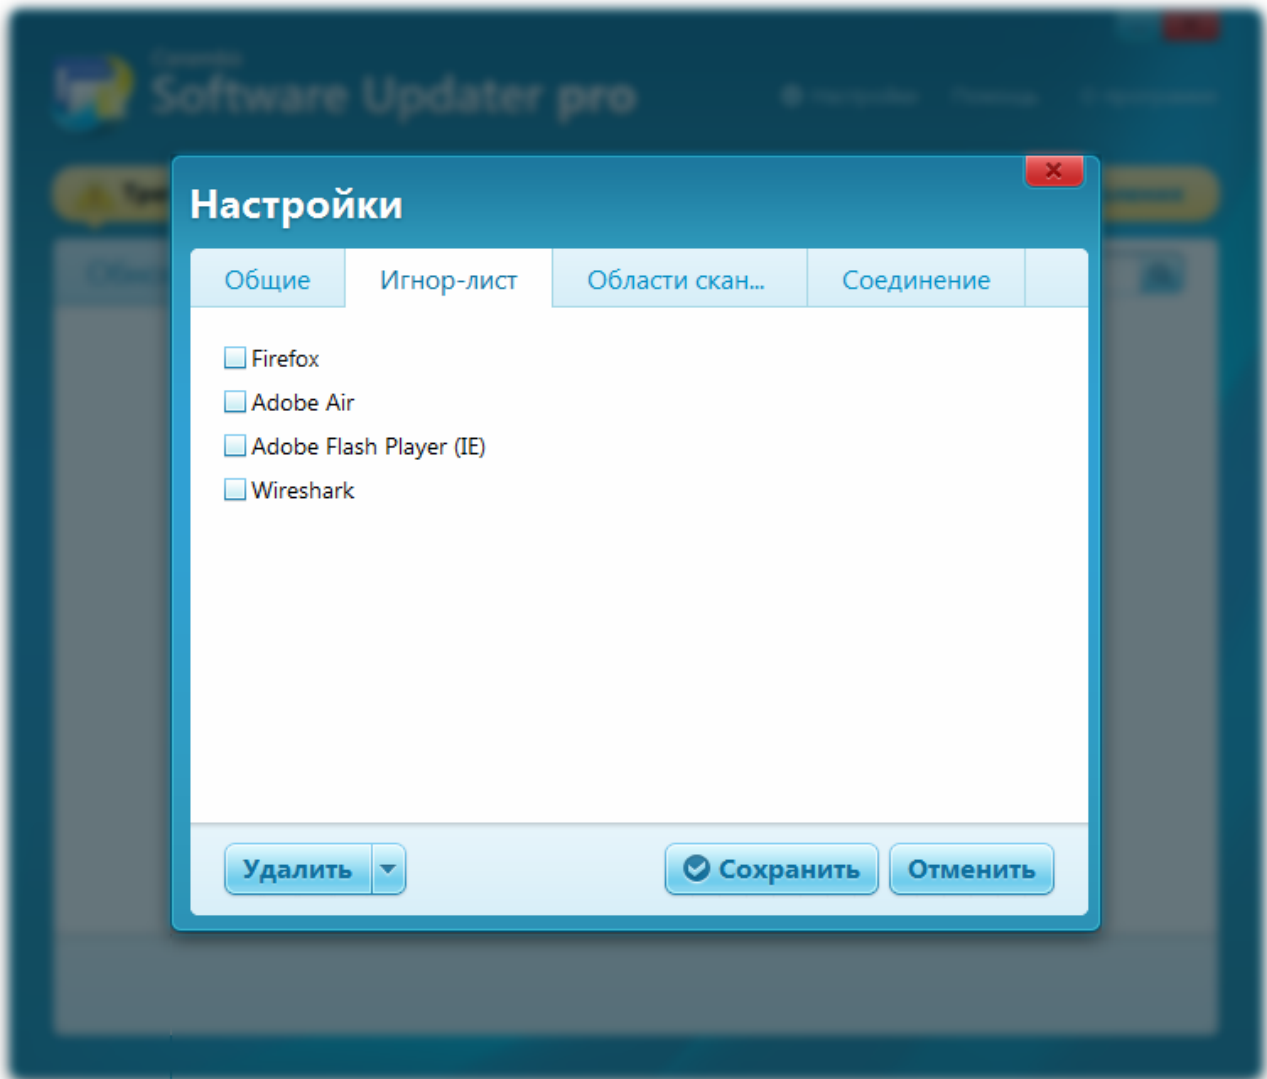 Software Updater pro
Настройки
Общие
Игнор-лист
Области скан...
Соединение
Firefox
Adobe Air
Adobe Flash Player (IE)
Wireshark
Удалить
Сохранить
Отменить